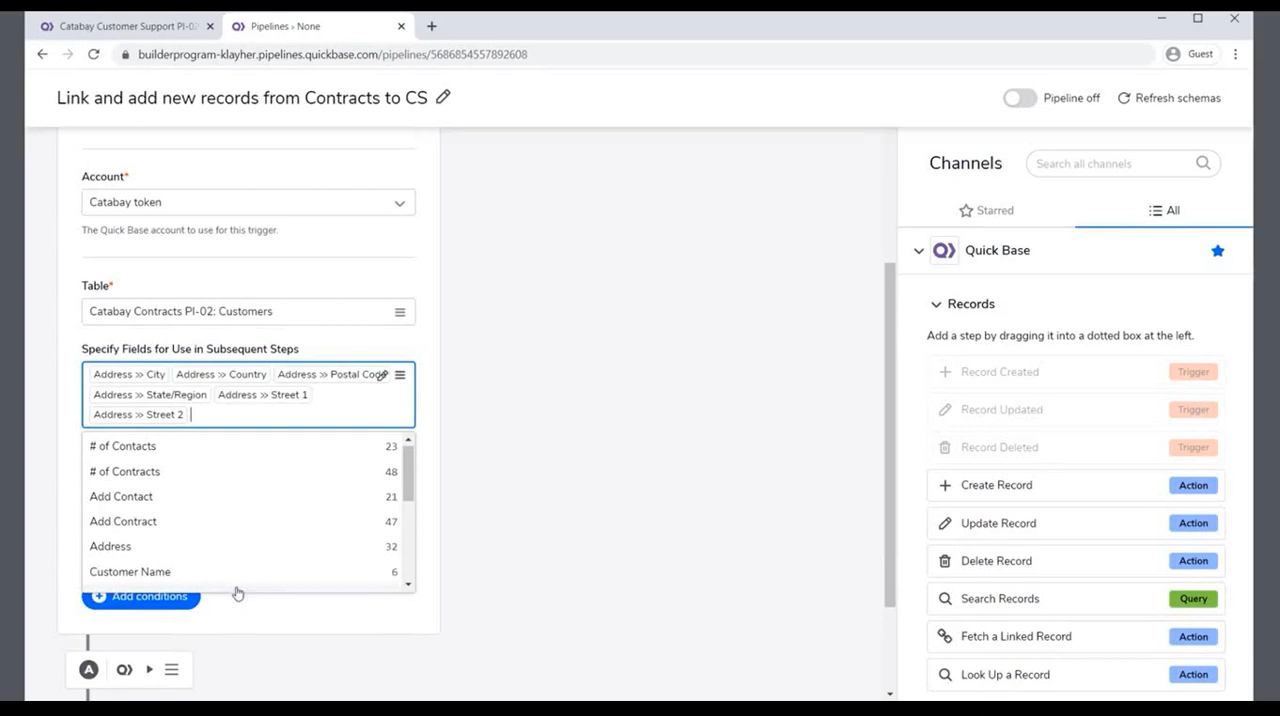 Catabay Customer Support PI-02
Pipelines › None
builderprogram-klayher.pipelines.quickbase.com/pipelines/5686854557892608
Guest
Link and add new records from Contracts to CS
Pipeline off
Refresh schemas
Account*
Catabay token
The Quick Base account to use for this trigger.
Table*
Catabay Contracts PI-02: Customers
Specify Fields for Use in Subsequent Steps
Address >> City Address >> Country Address >> Postal Code
Address >> State/Region Address >> Street 1
Address >> Street 2
# of Contacts 23
# of Contracts 48
Add Contact 21
Add Contract 47
Address 32
Customer Name 6
Add conditions
A
Channels
Search all channels
Starred
All
Quick Base
Records
Add a step by dragging it into a dotted box at the left.
Record Created Trigger
Record Updated Trigger
Record Deleted Trigger
Create Record Action
Update Record Action
Delete Record Action
Search Records Query
Fetch a Linked Record Action
Look Up a Record Action